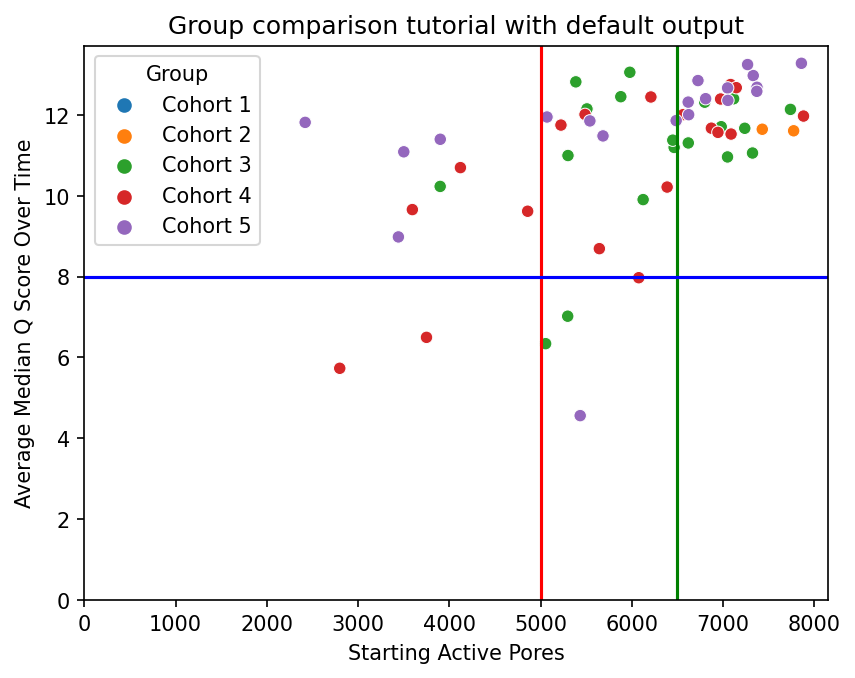 Group comparison tutorial with default output
Group
Cohort 1
Cohort 2
Cohort 3
Cohort 4
Cohort 5
Average Median Q Score Over Time
12
10
8
6
4
2
0
0 1000 2000 3000 4000 5000 6000 7000 8000
Starting Active Pores